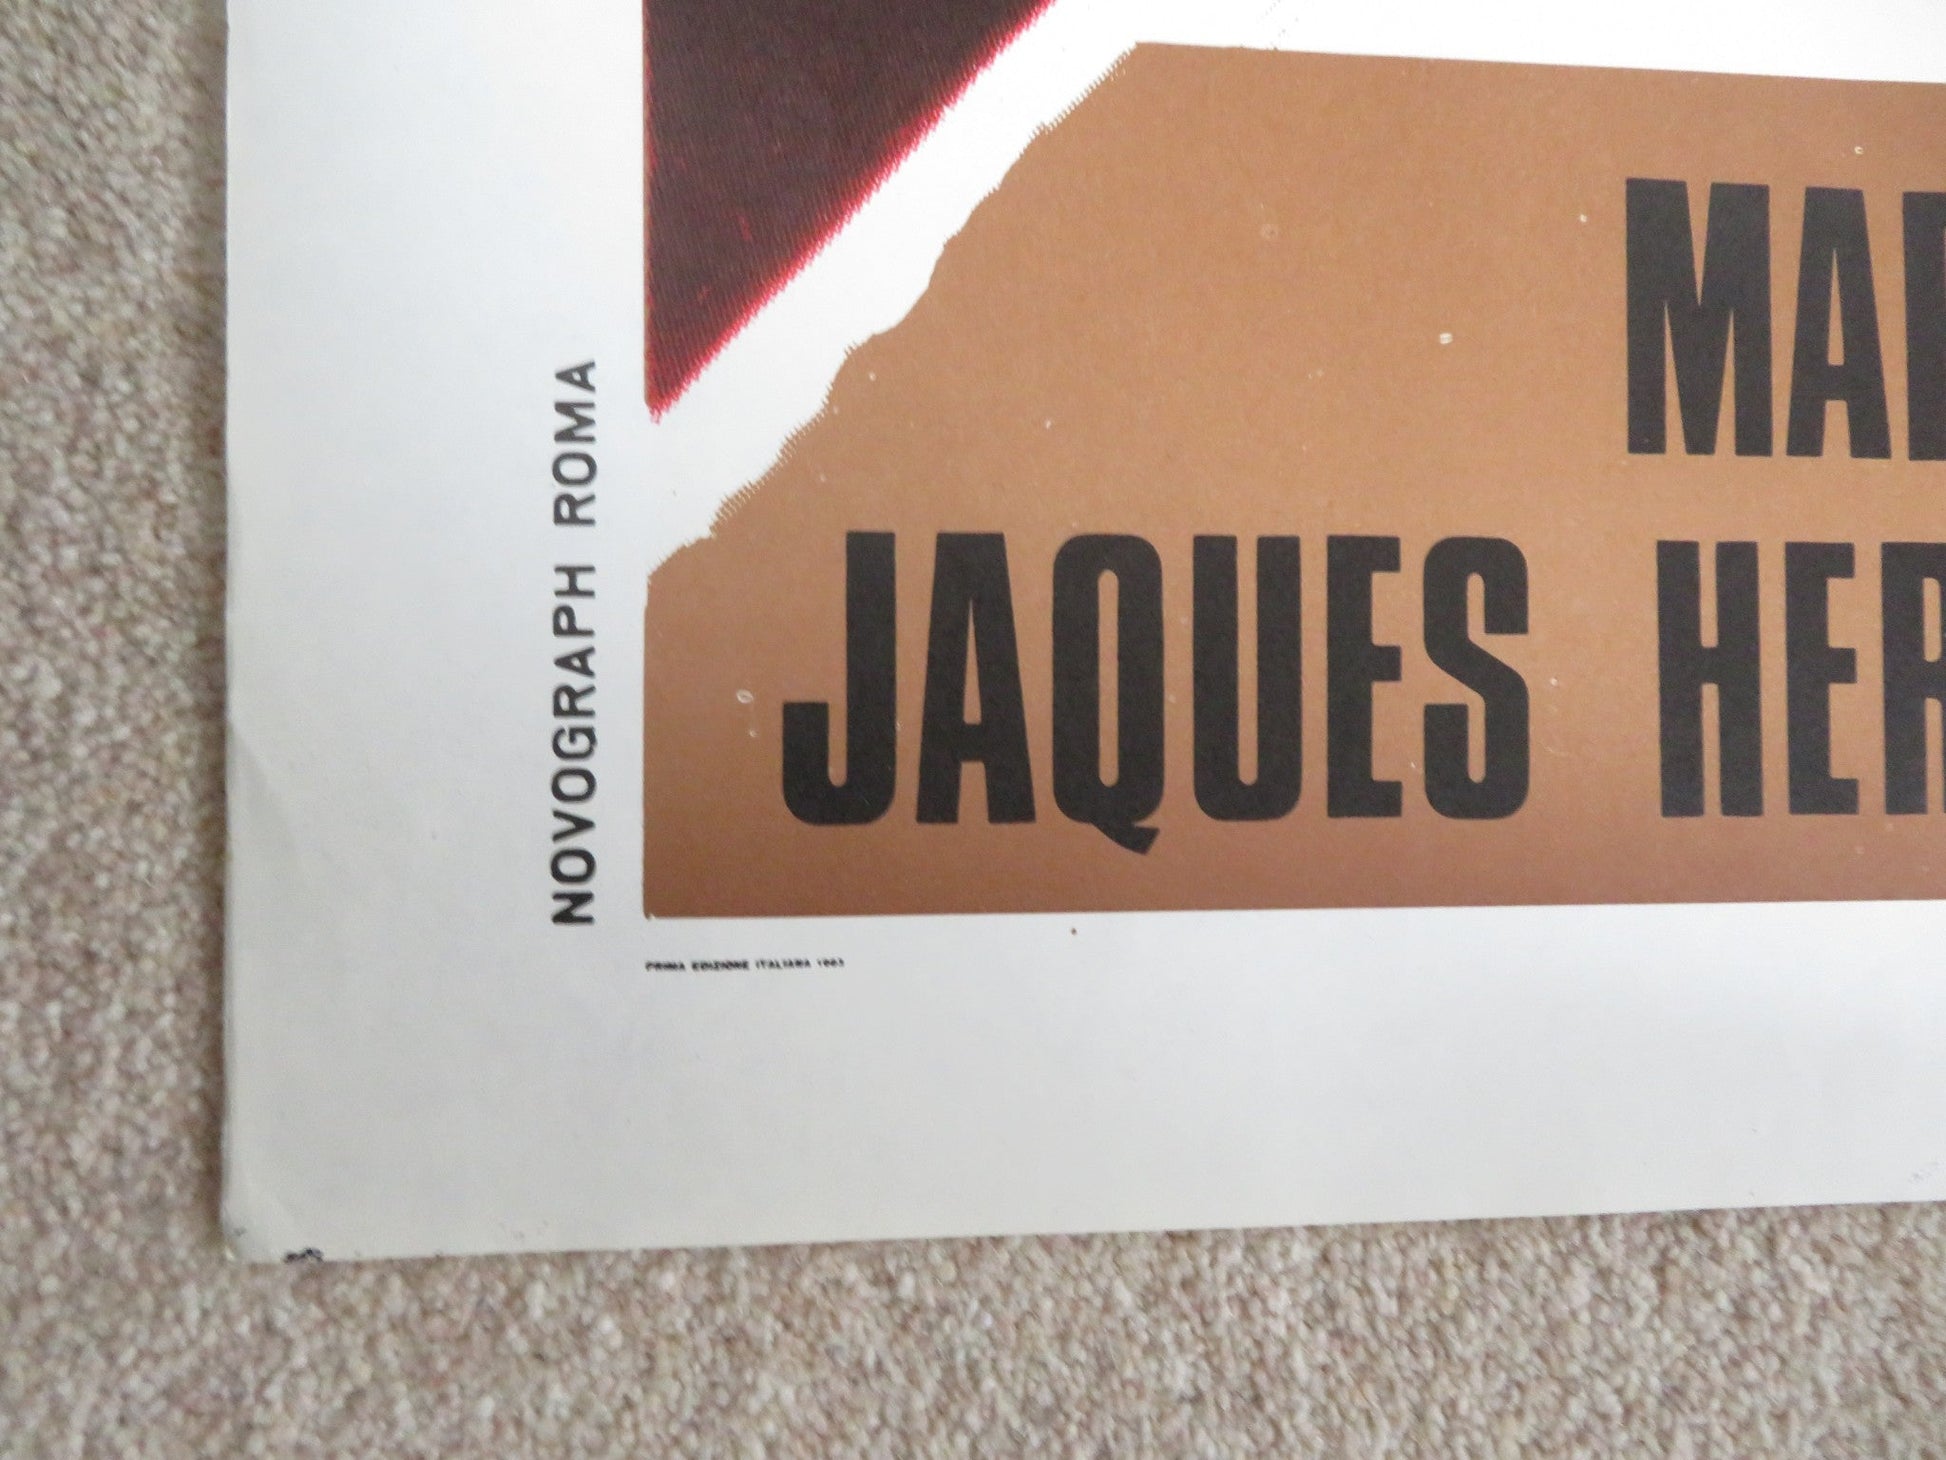 MA
JAQUES HER
NOVOGRAPH ROMA
PRIMA EDIZIONE ITALIANA 1963